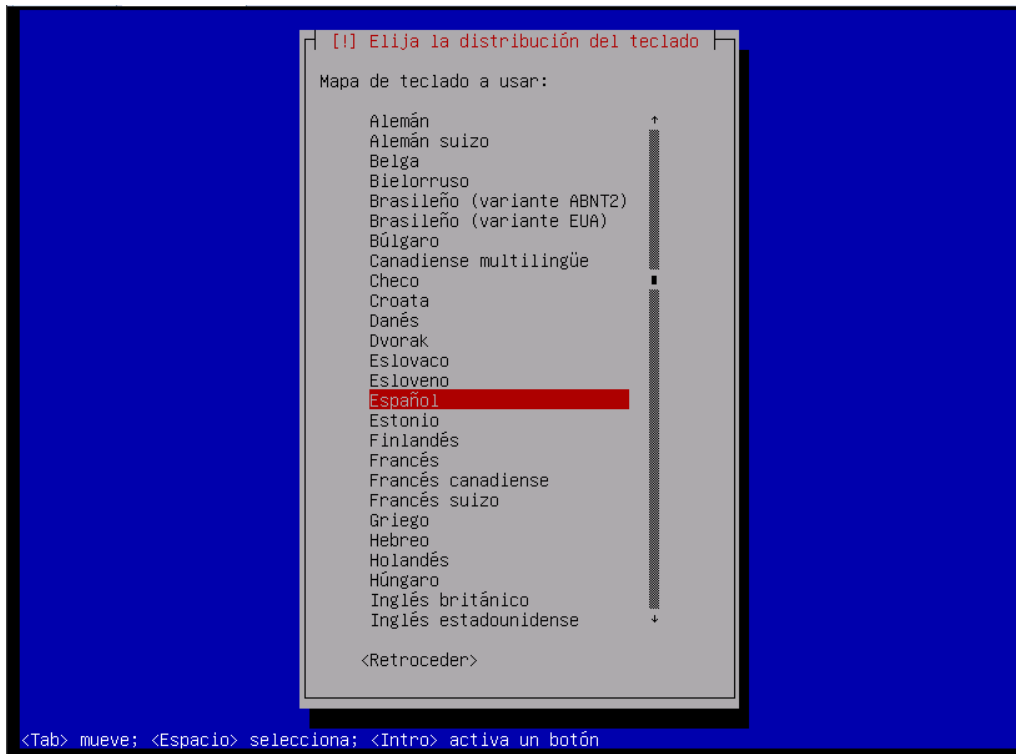 [!] Elija la distribución del teclado
Mapa de teclado a usar:
Alemán
Alemán suizo
Belga
Bielorruso
Brasileño (variante ABNT2)
Brasileño (variante EUA)
Búlgaro
Canadiense multilingüe
Checo
Croata
Danés
Dvorak
Eslovaco
Esloveno
Español
Estonio
Finlandés
Francés
Francés canadiense
Francés suizo
Griego
Hebreo
Holandés
Húngaro
Inglés británico
Inglés estadounidense
<Retroceder>
<Tab> mueve; <Espacio> selecciona; <Intro> activa un botón